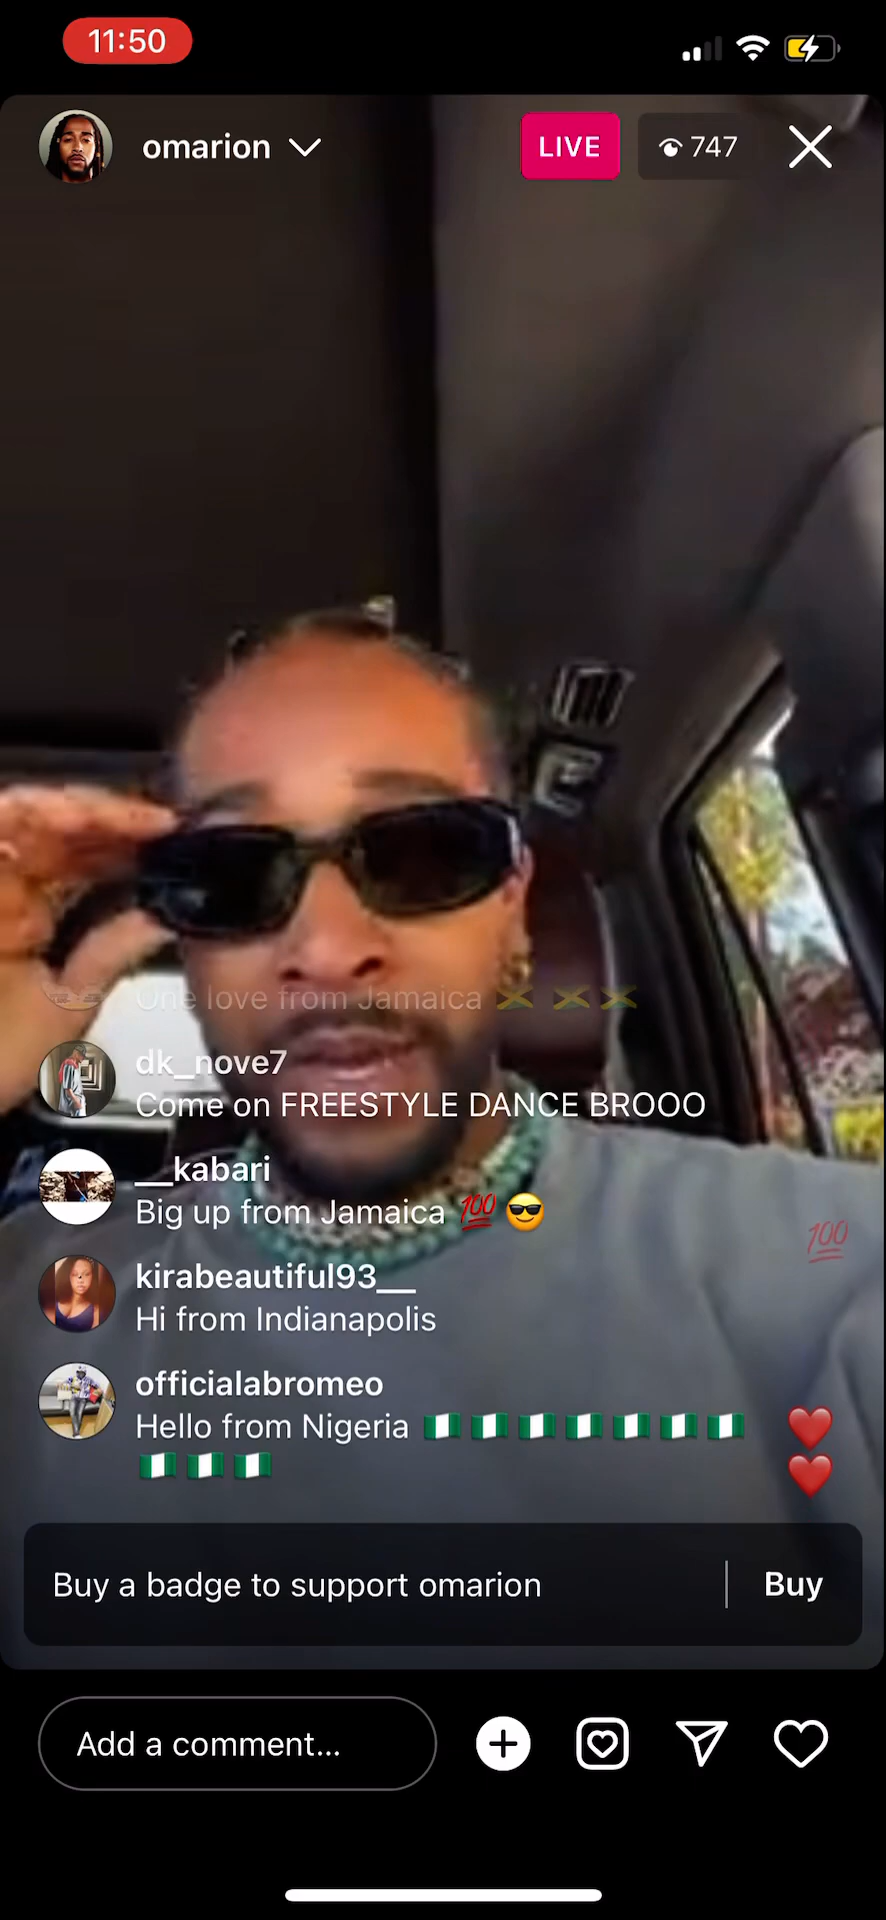 11:50
omarion
LIVE
747
One love from Jamaica 🇯🇲 🇯🇲 🇯🇲
dk_nove7
Come on FREESTYLE DANCE BROOO
__kabari
Big up from Jamaica 💯 😎
💯
kirabeautiful93__
Hi from Indianapolis
officialabromeo
Hello from Nigeria 🇳🇬 🇳🇬 🇳🇬 🇳🇬 🇳🇬 🇳🇬 🇳🇬
🇳🇬 🇳🇬 🇳🇬
Buy a badge to support omarion
Buy
Add a comment...